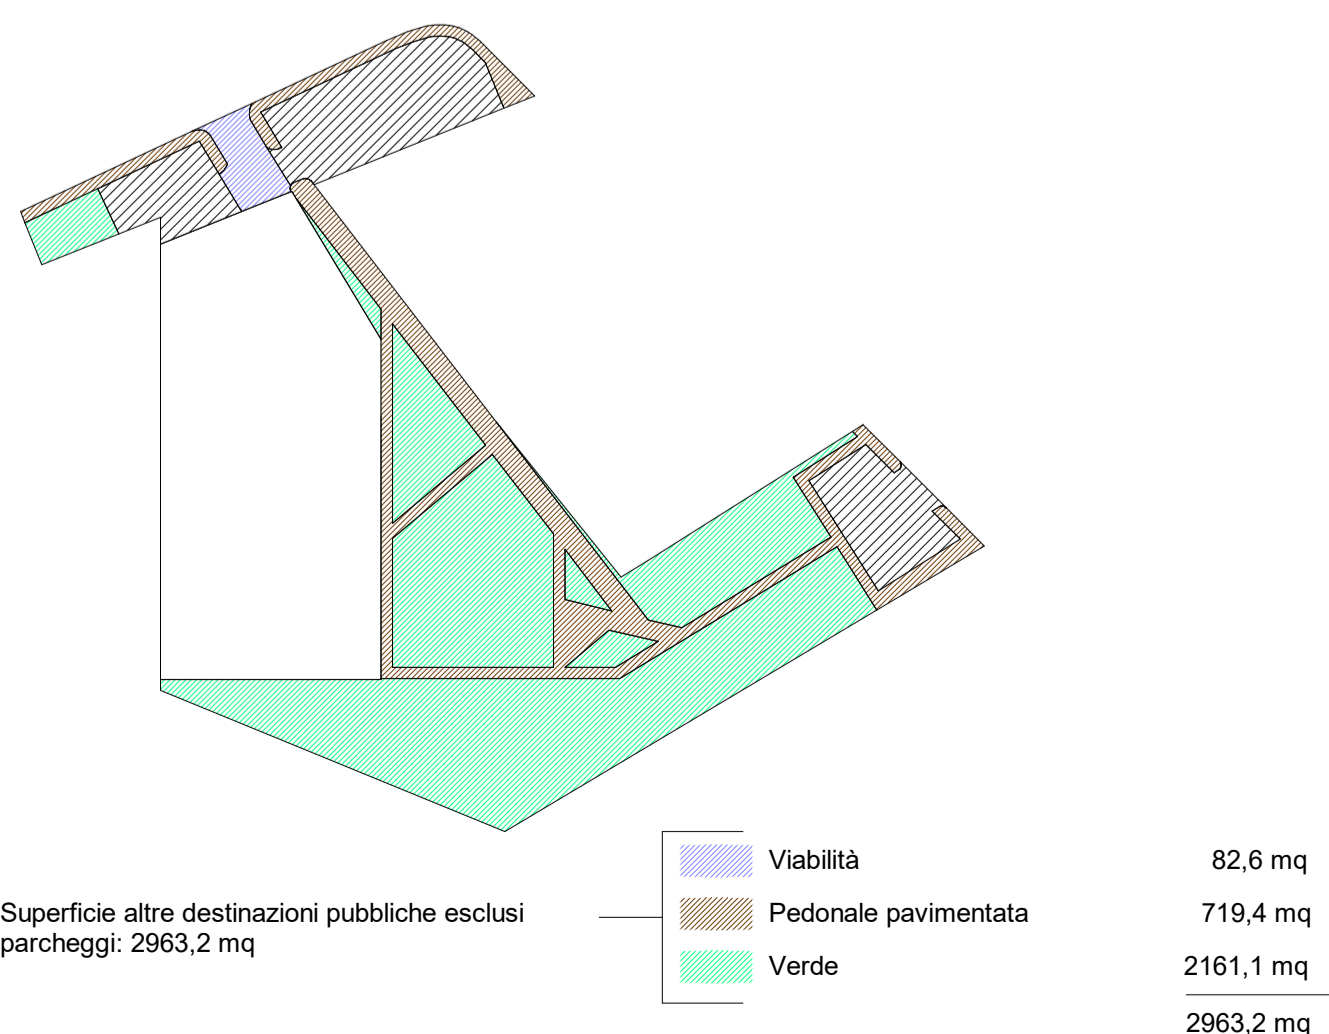 Viabilità 82,6 mq
Superficie altre destinazioni pubbliche esclusi
parcheggi: 2963,2 mq
Pedonale pavimentata 719,4 mq
Verde 2161,1 mq
2963,2 mq